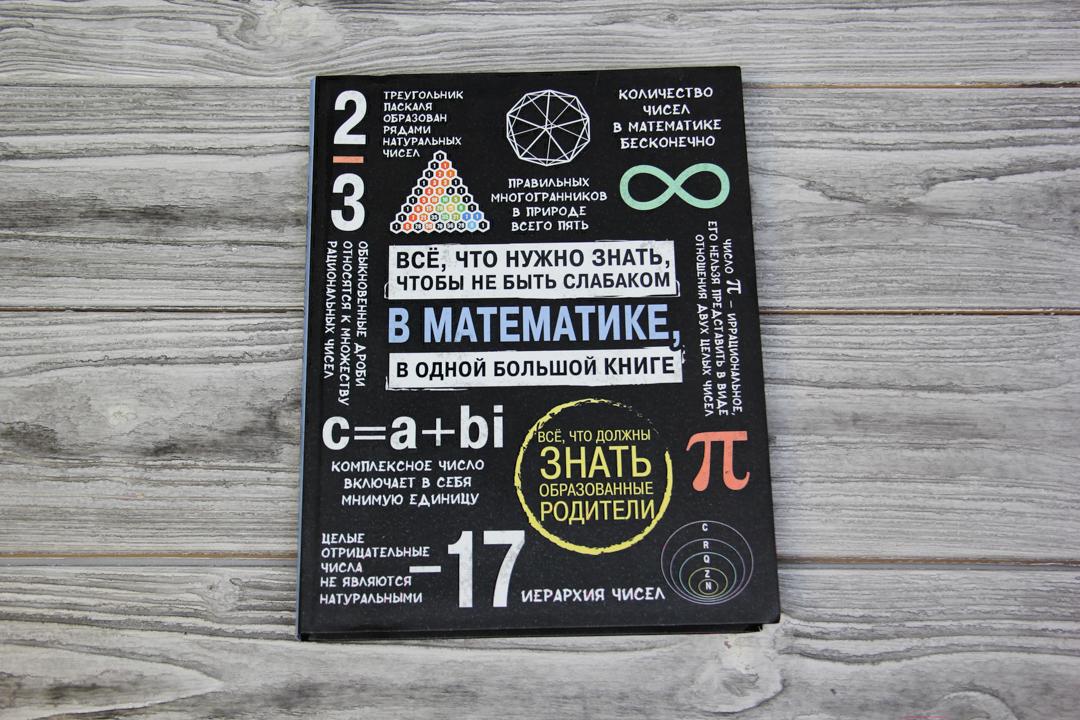 2
3
ТРЕУГОЛЬНИК
ПАСКАЛЯ
ОБРАЗОВАН
РЯДАМИ
НАТУРАЛЬНЫХ
ЧИСЕЛ
ПРАВИЛЬНЫХ
МНОГОГРАННИКОВ
В ПРИРОДЕ
ВСЕГО ПЯТЬ
КОЛИЧЕСТВО
ЧИСЕЛ
В МАТЕМАТИКЕ
БЕСКОНЕЧНО
∞
ОБЫКНОВЕННЫЕ ДРОБИ
ОТНОСЯТСЯ К МНОЖЕСТВУ
РАЦИОНАЛЬНЫХ ЧИСЕЛ
ВСЁ, ЧТО НУЖНО ЗНАТЬ,
ЧТОБЫ НЕ БЫТЬ СЛАБАКОМ
В МАТЕМАТИКЕ,
В ОДНОЙ БОЛЬШОЙ КНИГЕ
ЧИСЛО π – ИРРАЦИОНАЛЬНОЕ,
ЕГО НЕЛЬЗЯ ПРЕДСТАВИТЬ В ВИДЕ
ОТНОШЕНИЯ ДВУХ ЦЕЛЫХ ЧИСЕЛ
π
c=a+bi
КОМПЛЕКСНОЕ ЧИСЛО
ВКЛЮЧАЕТ В СЕБЯ
МНИМУЮ ЕДИНИЦУ
ВСЁ, ЧТО ДОЛЖНЫ
ЗНАТЬ
ОБРАЗОВАННЫЕ
РОДИТЕЛИ
ЦЕЛЫЕ
ОТРИЦАТЕЛЬНЫЕ
ЧИСЛА
НЕ ЯВЛЯЮТСЯ
НАТУРАЛЬНЫМИ
–17
ИЕРАРХИЯ ЧИСЕЛ
C
R
Q
Z
N